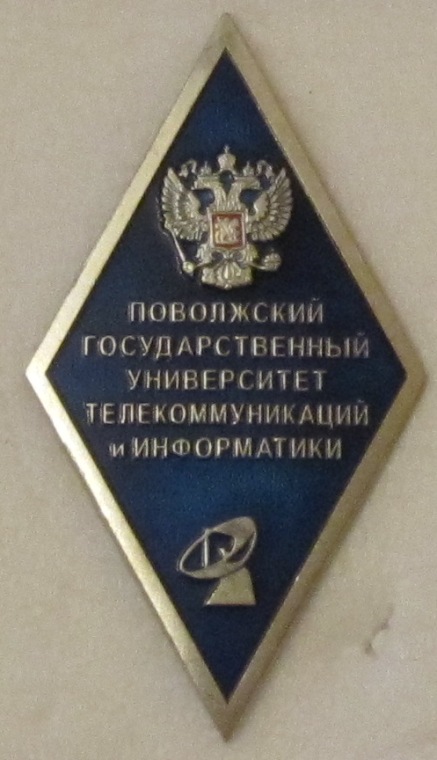 ПОВОЛЖСКИЙ
ГОСУДАРСТВЕННЫЙ
УНИВЕРСИТЕТ
ТЕЛЕКОММУНИКАЦИЙ
и ИНФОРМАТИКИ